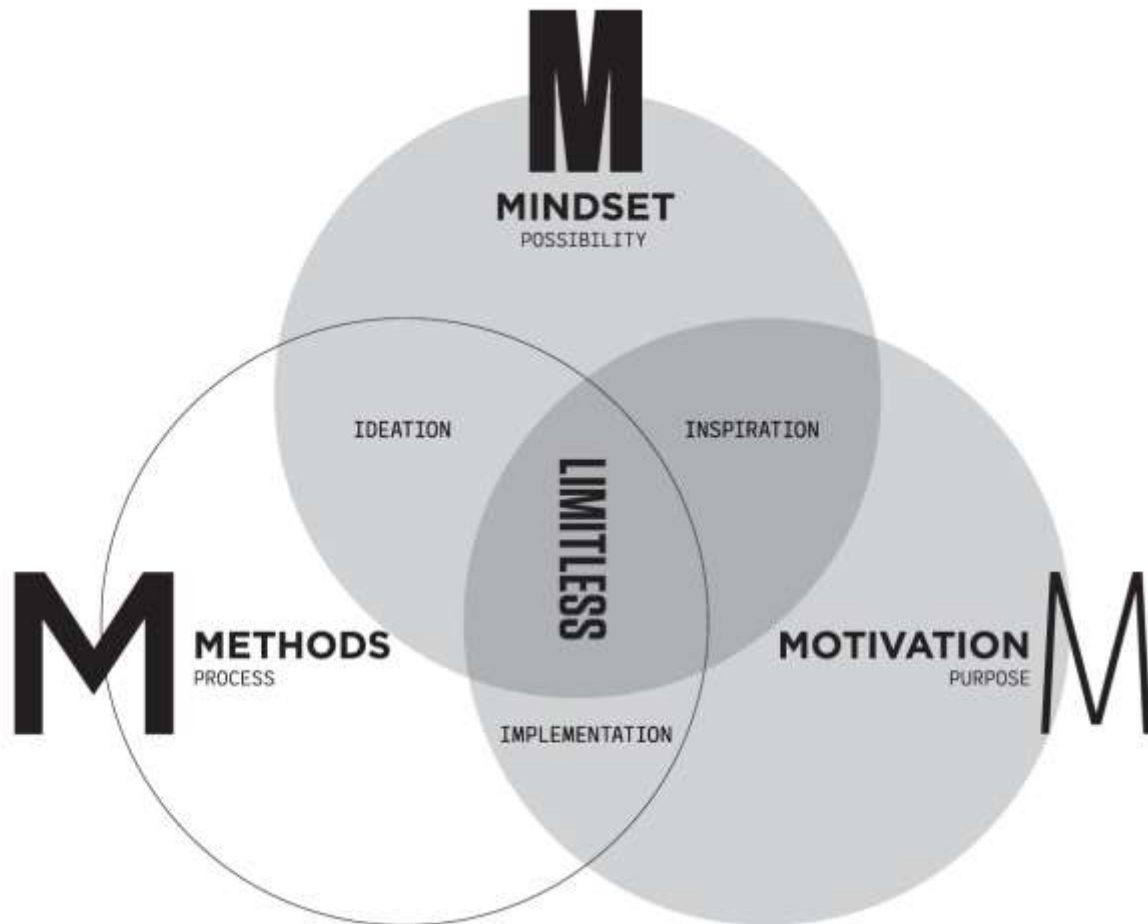 M
MINDSET
POSSIBILITY
IDEATION
INSPIRATION
LIMITLESS
M
METHODS
PROCESS
MOTIVATION
PURPOSE
M
IMPLEMENTATION